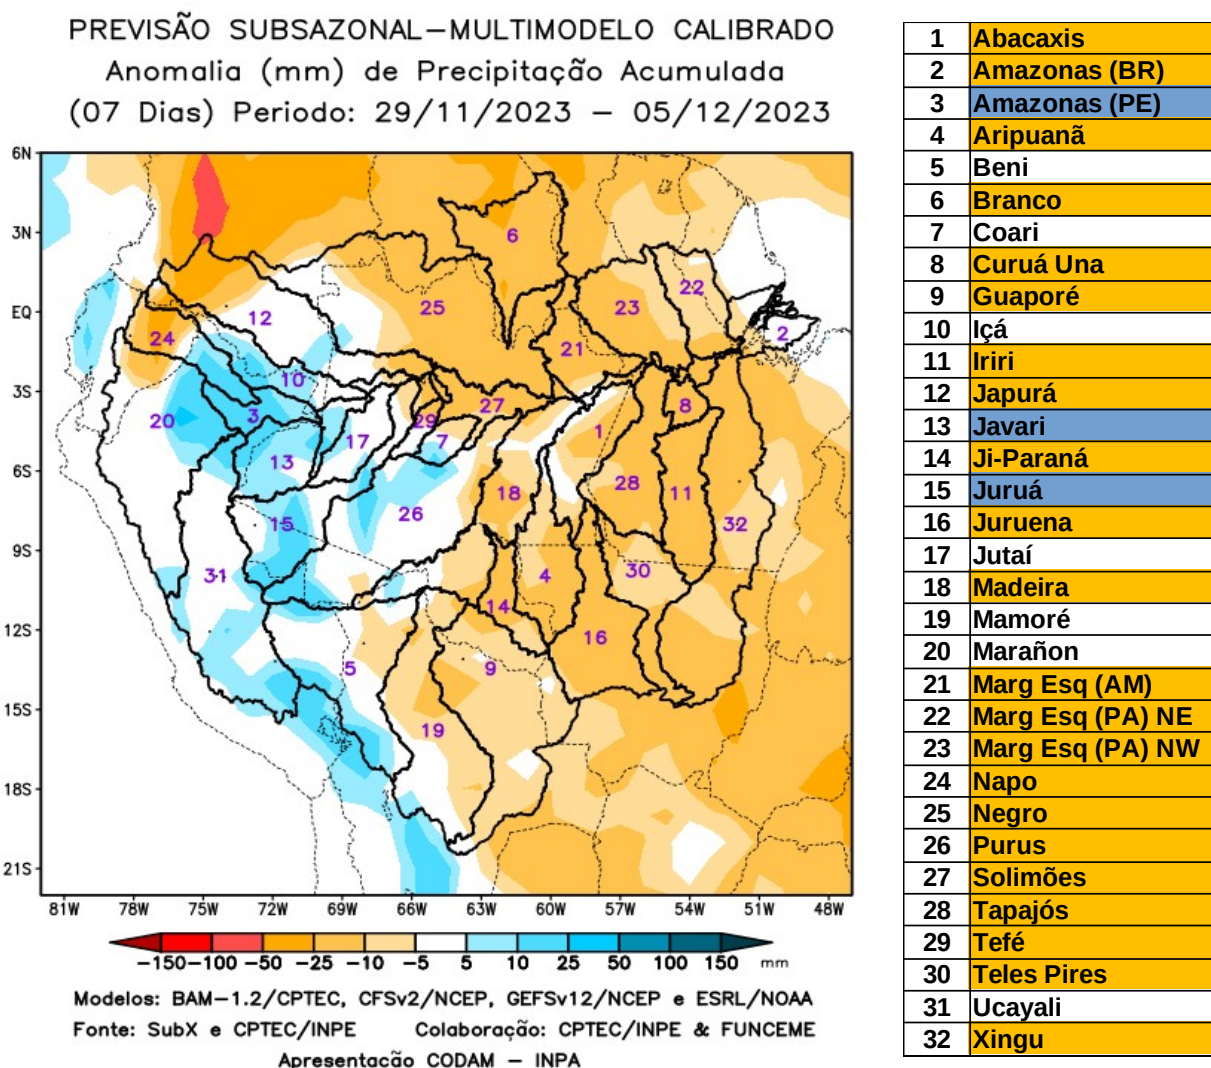 PREVISÃO SUBSAZONAL−MULTIMODELO CALIBRADO
Anomalia (mm) de Precipitação Acumulada
(07 Dias) Periodo: 29/11/2023 − 05/12/2023
6N
3N
EQ
3S
6S
9S
12S
15S
18S
21S
6
22
25
23
12
2
24
21
10
27
8
20
3
29
1
17
7
13
28
18
11
26
15
32
31
4
30
14
16
5
9
19
81W 78W 75W 72W 69W 66W 63W 60W 57W 54W 51W 48W
−150 −100 −50 −25 −10 −5 5 10 25 50 100 150 mm
Modelos: BAM−1.2/CPTEC, CFSv2/NCEP, GEFSv12/NCEP e ESRL/NOAA
Fonte: SubX e CPTEC/INPE Colaboração: CPTEC/INPE & FUNCEME
Apresentação CODAM − INPA
1 Abacaxis
2 Amazonas (BR)
3 Amazonas (PE)
4 Aripuanã
5 Beni
6 Branco
7 Coari
8 Curuá Una
9 Guaporé
10 Içá
11 Iriri
12 Japurá
13 Javari
14 Ji-Paraná
15 Juruá
16 Juruena
17 Jutaí
18 Madeira
19 Mamoré
20 Marañon
21 Marg Esq (AM)
22 Marg Esq (PA) NE
23 Marg Esq (PA) NW
24 Napo
25 Negro
26 Purus
27 Solimões
28 Tapajós
29 Tefé
30 Teles Pires
31 Ucayali
32 Xingu